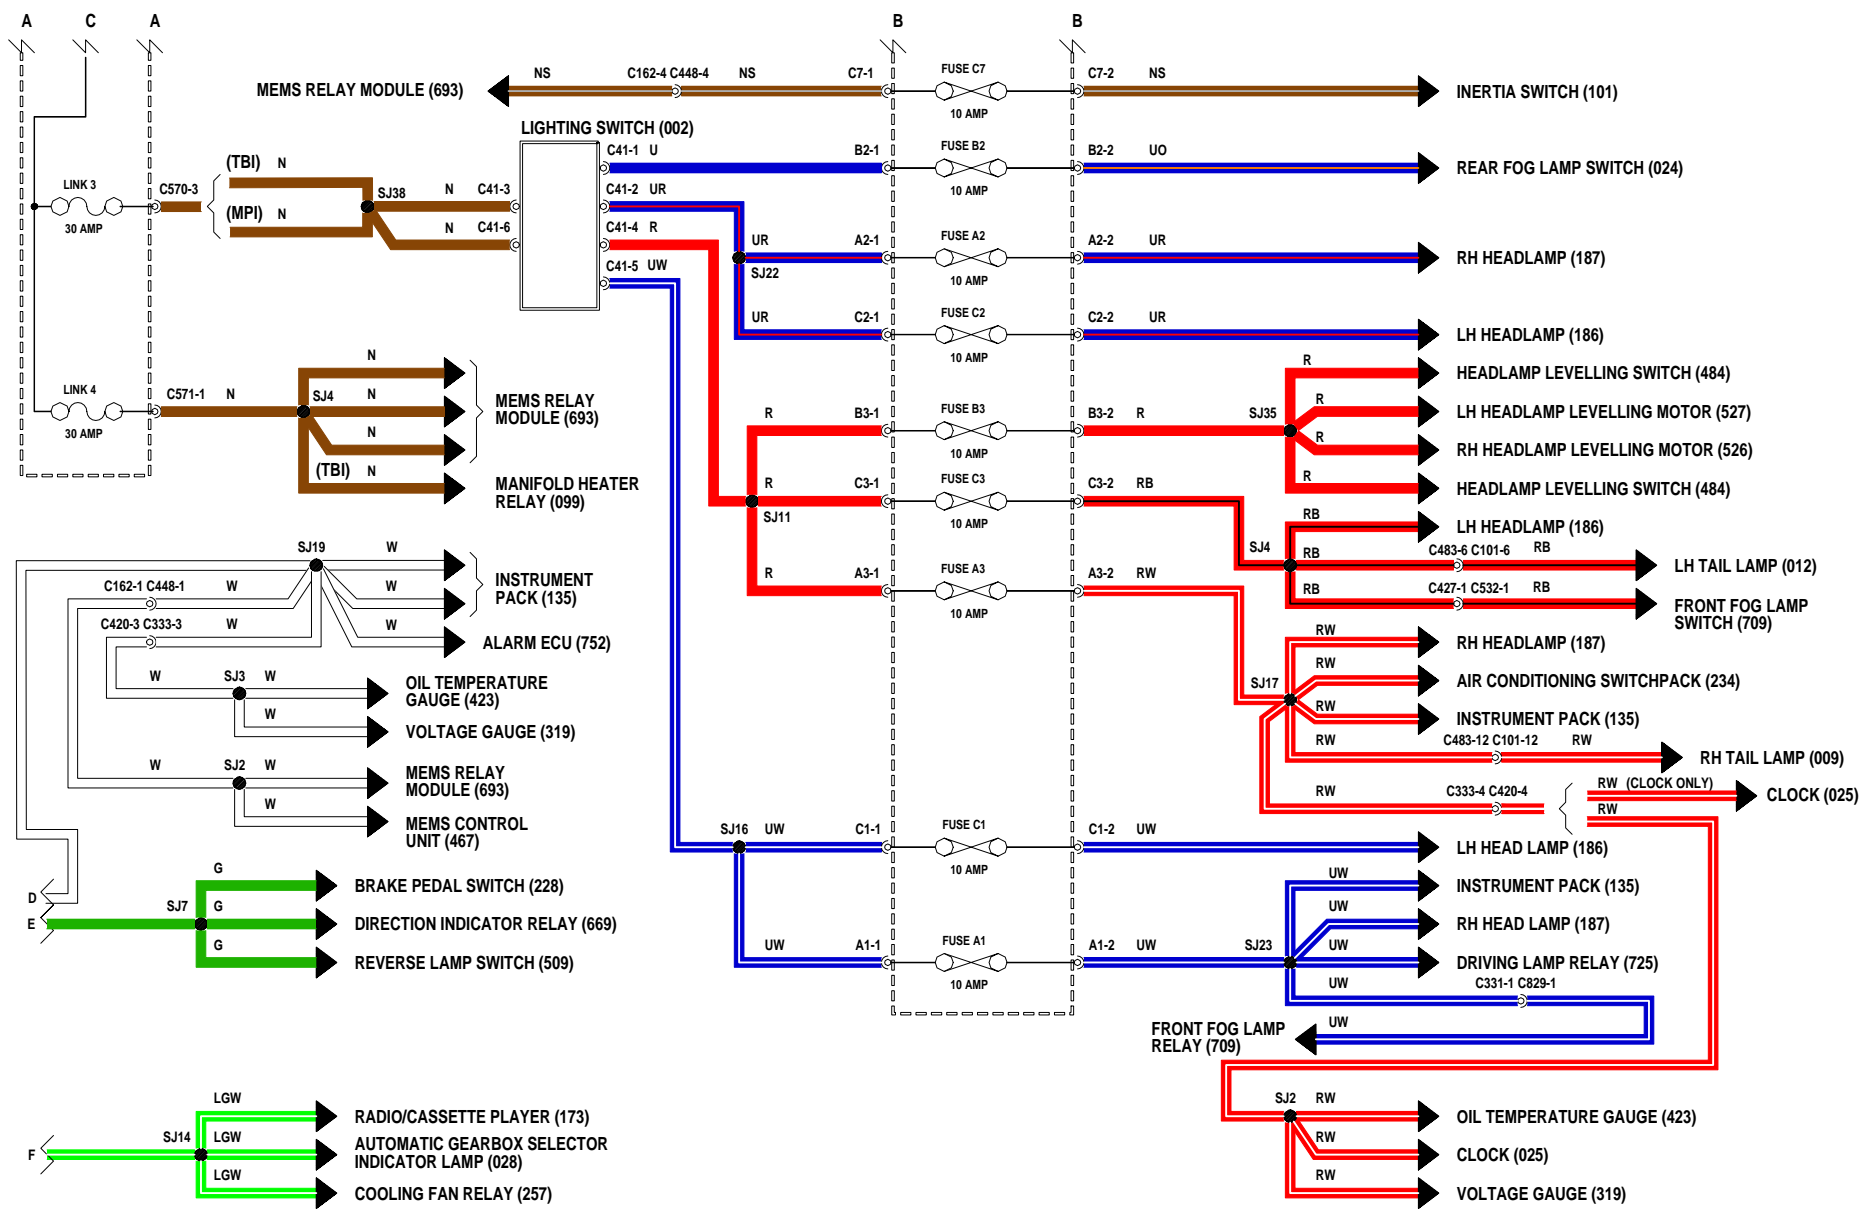 A C A B B
MEMS RELAY MODULE (693) NS C162-4 C448-4 NS C7-1 FUSE C7 10 AMP C7-2 NS INERTIA SWITCH (101)
LIGHTING SWITCH (002)
C41-1 U B2-1 FUSE B2 10 AMP B2-2 UO REAR FOG LAMP SWITCH (024)
LINK 3 30 AMP C570-3 (TBI) N (MPI) N SJ38 N C41-3 N C41-6
C41-2 UR
C41-4 R
C41-5 UW
UR A2-1 FUSE A2 10 AMP A2-2 UR RH HEADLAMP (187)
SJ22
UR C2-1 FUSE C2 10 AMP C2-2 UR LH HEADLAMP (186)
LINK 4 30 AMP C571-1 N SJ4 N N N (TBI) N
MEMS RELAY
MODULE (693)
MANIFOLD HEATER
RELAY (099)
R B3-1 FUSE B3 10 AMP B3-2 R SJ35
R HEADLAMP LEVELLING SWITCH (484)
R LH HEADLAMP LEVELLING MOTOR (527)
R RH HEADLAMP LEVELLING MOTOR (526)
R HEADLAMP LEVELLING SWITCH (484)
R C3-1 FUSE C3 10 AMP C3-2 RB SJ4
SJ11
RB LH HEADLAMP (186)
RB C483-6 C101-6 RB LH TAIL LAMP (012)
RB C427-1 C532-1 RB FRONT FOG LAMP
SWITCH (709)
R A3-1 FUSE A3 10 AMP A3-2 RW SJ17
RW RH HEADLAMP (187)
RW AIR CONDITIONING SWITCHPACK (234)
RW INSTRUMENT PACK (135)
RW C483-12 C101-12 RW RH TAIL LAMP (009)
RW C333-4 C420-4 RW (CLOCK ONLY) CLOCK (025)
RW
SJ19 W W W
INSTRUMENT
PACK (135)
C162-1 C448-1 W
C420-3 C333-3 W
ALARM ECU (752)
W SJ3 W OIL TEMPERATURE
GAUGE (423)
W VOLTAGE GAUGE (319)
W SJ2 W MEMS RELAY
MODULE (693)
W MEMS CONTROL
UNIT (467)
SJ16 UW C1-1 FUSE C1 10 AMP C1-2 UW LH HEAD LAMP (186)
UW A1-1 FUSE A1 10 AMP A1-2 UW SJ23
UW INSTRUMENT PACK (135)
UW RH HEAD LAMP (187)
UW DRIVING LAMP RELAY (725)
UW C331-1 C829-1
UW FRONT FOG LAMP
RELAY (709)
D
E SJ7 G BRAKE PEDAL SWITCH (228)
G DIRECTION INDICATOR RELAY (669)
G REVERSE LAMP SWITCH (509)
F SJ14 LGW RADIO/CASSETTE PLAYER (173)
LGW AUTOMATIC GEARBOX SELECTOR
INDICATOR LAMP (028)
LGW COOLING FAN RELAY (257)
SJ2 RW OIL TEMPERATURE GAUGE (423)
RW CLOCK (025)
RW VOLTAGE GAUGE (319)